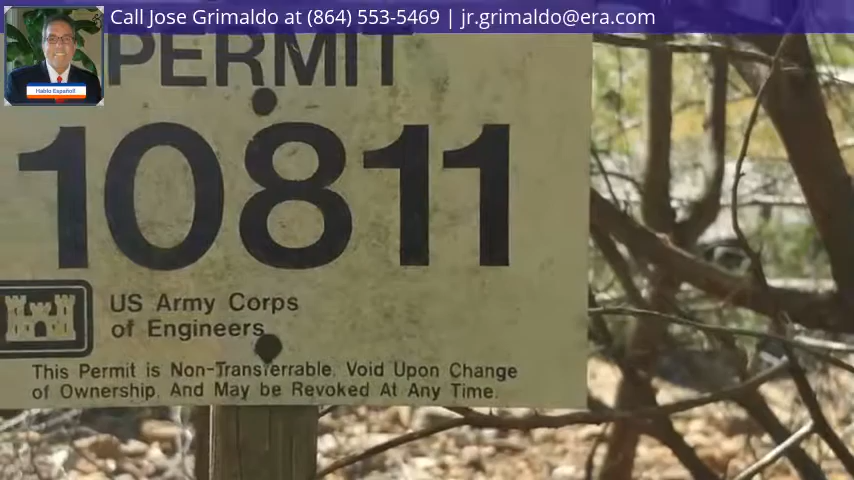 Call Jose Grimaldo at (864) 553-5469 | jr.grimaldo@era.com
Hablo Español!
PERMIT
10811
US Army Corps
of Engineers
This Permit is Non-Transferrable, Void Upon Change
of Ownership, And May be Revoked At Any Time.